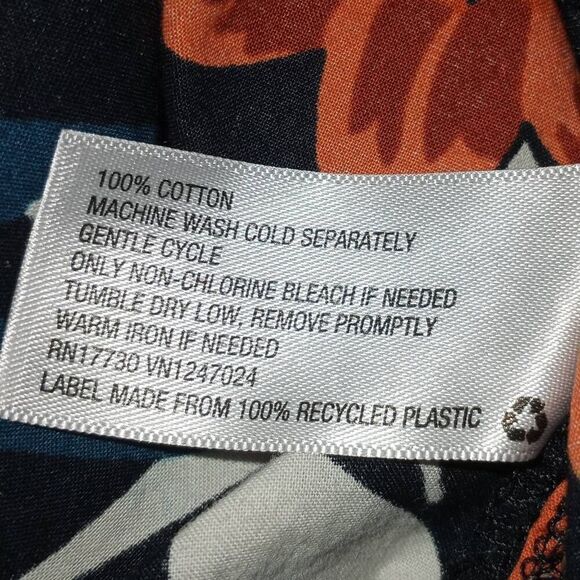 100% COTTON
MACHINE WASH COLD SEPARATELY
GENTLE CYCLE
ONLY NON-CHLORINE BLEACH IF NEEDED
TUMBLE DRY LOW, REMOVE PROMPTLY
WARM IRON IF NEEDED
RN17730 VN1247024
LABEL MADE FROM 100% RECYCLED PLASTIC